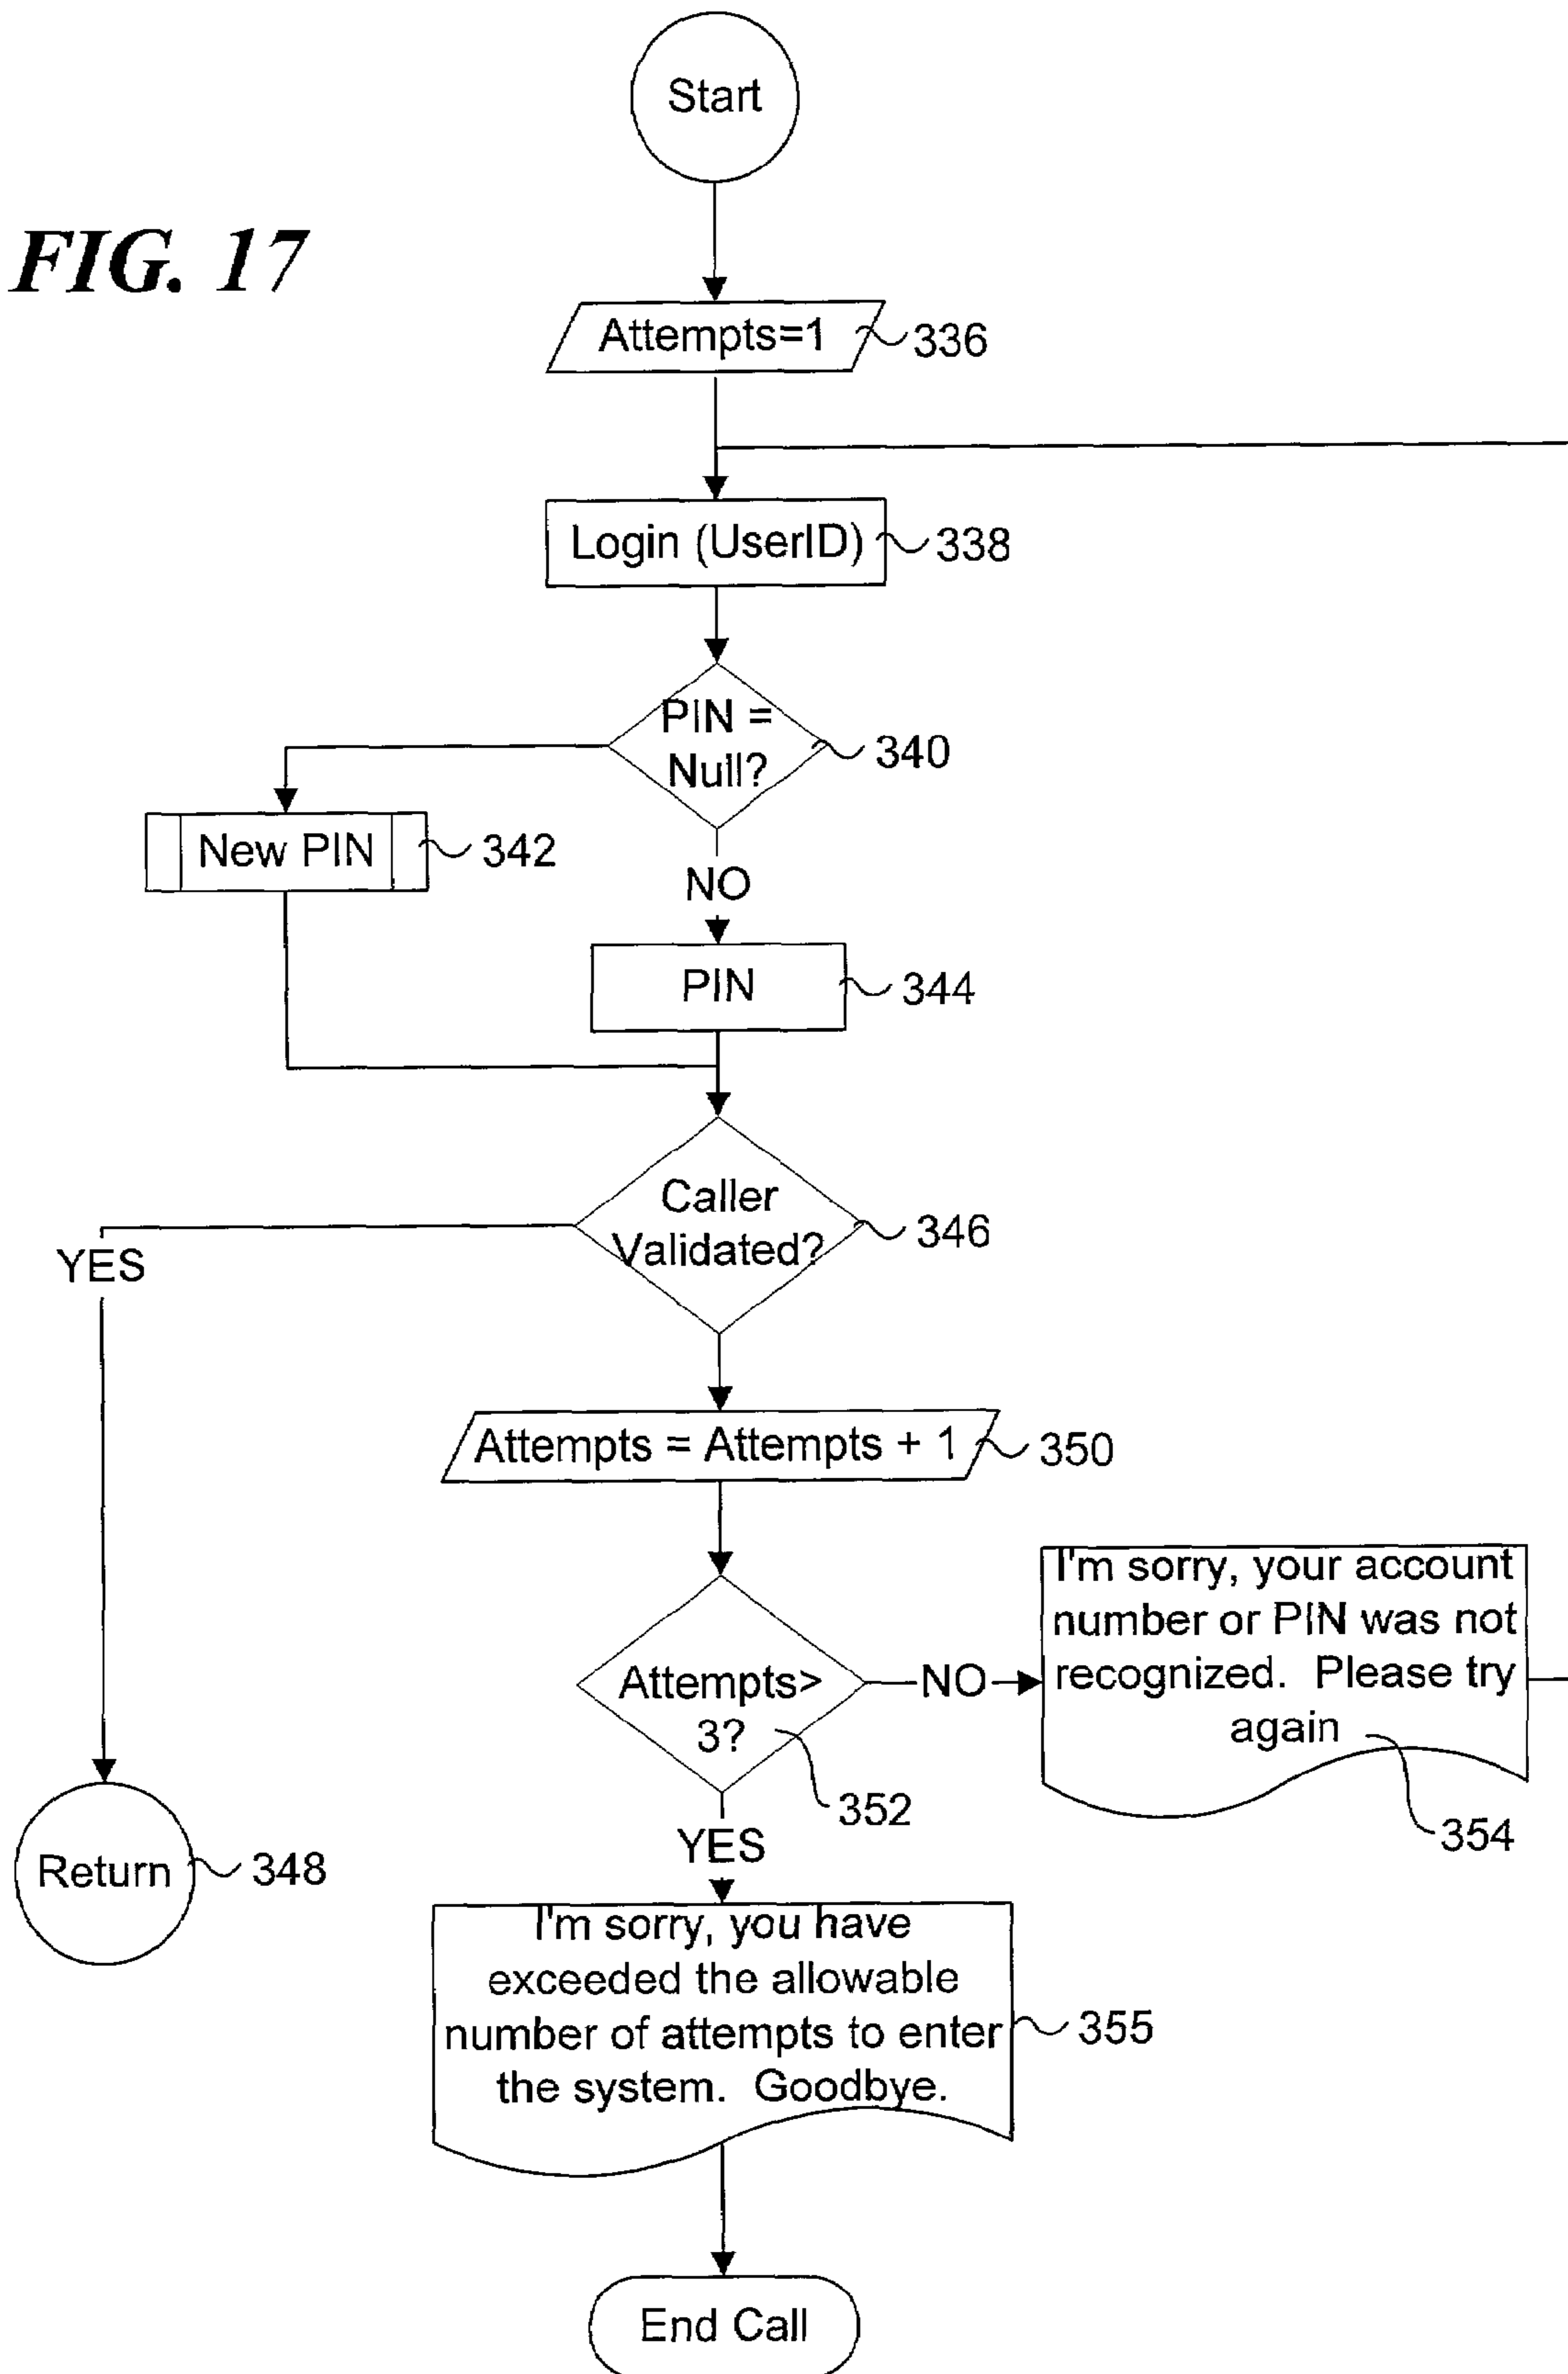 Start
FIG. 17
Attempts=1
336
Login (UserID)
338
PIN =
Null?
340
New PIN
342
NO
PIN
344
Caller
Validated?
346
YES
Attempts = Attempts + 1
350
Attempts>
3?
352
NO
I'm sorry, your account
number or PIN was not
recognized. Please try
again
354
YES
Return
348
I'm sorry, you have
exceeded the allowable
number of attempts to enter
the system. Goodbye.
355
End Call